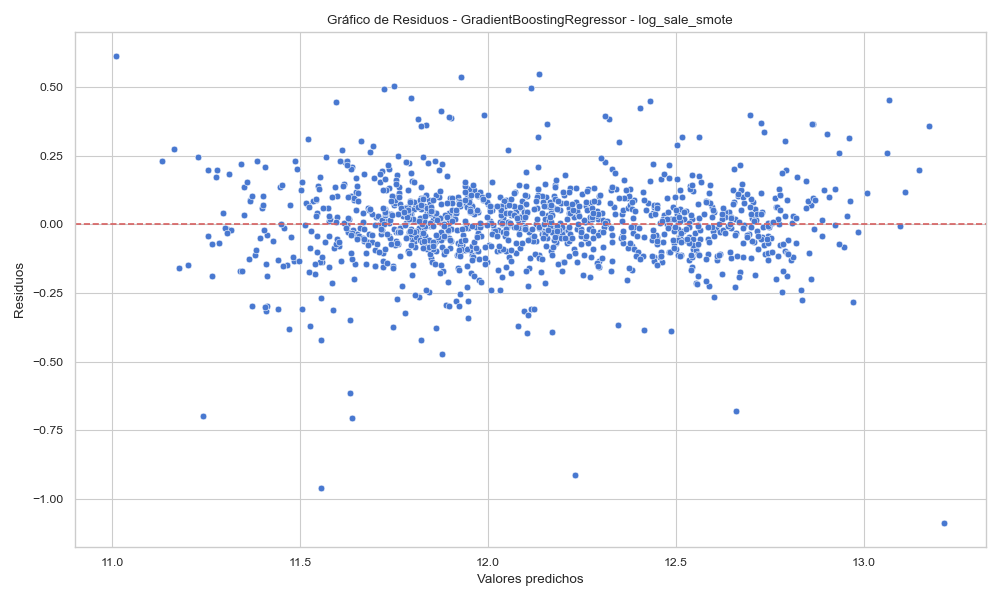 Gráfico de Residuos - GradientBoostingRegressor - log_sale_smote
Residuos
0.50
0.25
0.00
−0.25
−0.50
−0.75
−1.00
11.0 11.5 12.0 12.5 13.0
Valores predichos